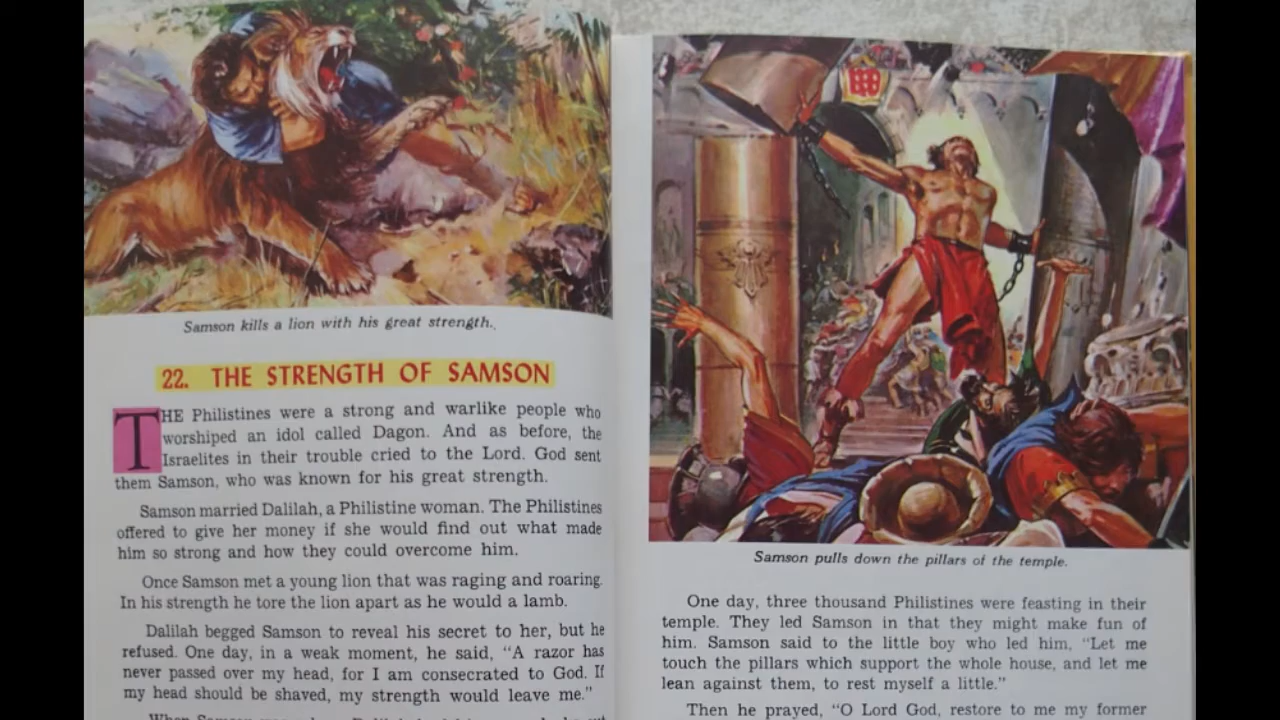 Samson kills a lion with his great strength.
22. THE STRENGTH OF SAMSON
THE Philistines were a strong and warlike people who
worshiped an idol called Dagon. And as before, the
Israelites in their trouble cried to the Lord. God sent
them Samson, who was known for his great strength.
Samson married Dalilah, a Philistine woman. The Philistines
offered to give her money if she would find out what made
him so strong and how they could overcome him.
Once Samson met a young lion that was raging and roaring.
In his strength he tore the lion apart as he would a lamb.
Dalilah begged Samson to reveal his secret to her, but he
refused. One day, in a weak moment, he said, “A razor has
never passed over my head, for I am consecrated to God. If
my head should be shaved, my strength would leave me.”
When Samson
Samson pulls down the pillars of the temple.
One day, three thousand Philistines were feasting in their
temple. They led Samson in that they might make fun of
him. Samson said to the little boy who led him, “Let me
touch the pillars which support the whole house, and let me
lean against them, to rest myself a little.”
Then he prayed, “O Lord God, restore to me my former